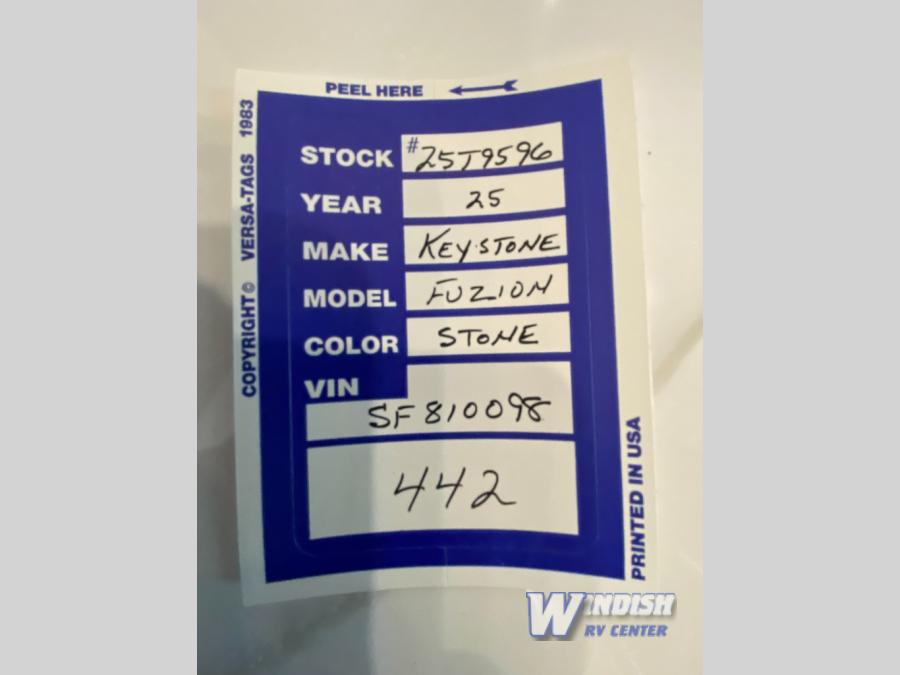 PEEL HERE
COPYRIGHT© VERSA-TAGS 1983
STOCK #25T9596
YEAR 25
MAKE KEYSTONE
MODEL FUZION
COLOR STONE
VIN
SF810098
442
PRINTED IN USA
WINDISH
RV CENTER